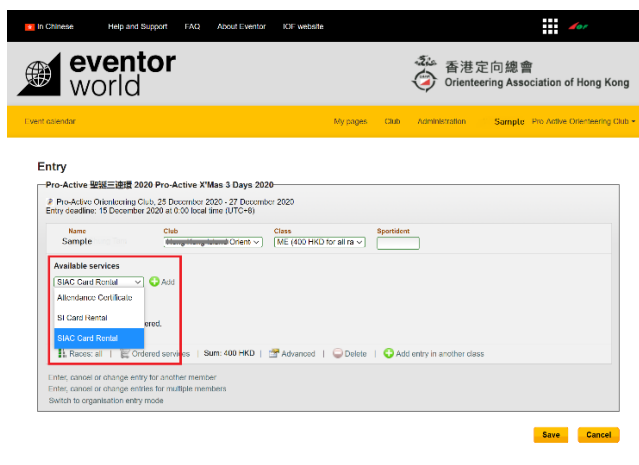 In Chinese Help and Support FAQ About Eventor IOF website
eventor
world
香港定向總會
Orienteering Association of Hong Kong
Event calendar My pages Club Administration Sample Pro Active Orienteering Club
Entry
Pro-Active 聖誕三連環 2020 Pro-Active X'Mas 3 Days 2020
Pro-Active Orienteering Club, 25 December 2020 - 27 December 2020
Entry deadline: 15 December 2020 at 0:00 local time (UTC+8)
Name Club Class Sportident
Sample Hong Kong Island Orient ME (400 HKD for all ra
Available services
SIAC Card Rental Add
Attendance Certificate
SI Card Rental
ered.
SIAC Card Rental
Races: all | Ordered services | Sum: 400 HKD | Advanced | Delete | Add entry in another class
Enter, cancel or change entry for another member
Enter, cancel or change entries for multiple members
Switch to organisation entry mode
Save Cancel